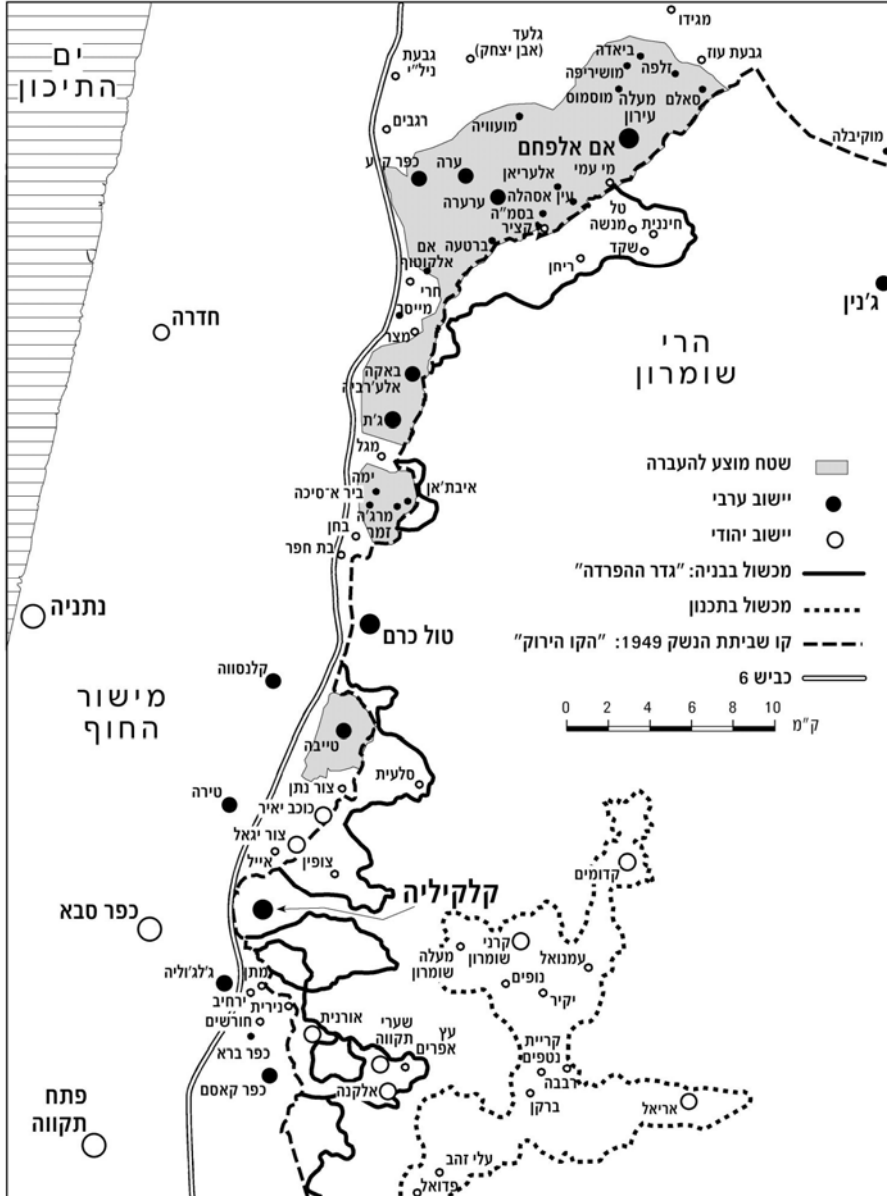 ים
התיכון
גבעת
ניל"י
גלעד
(אבן יצחק)
מגידו
גבעת עוז
ביאדה
זלפה
מושיריפה
סאלם
מוסמוס
מעלה
עירון
מועוויה
רגבים
אם אלפחם
מי עמי
מוקיבלה
כפר קרע
ערה
אלעריאן
עין אסהלה
ערערה
בסמ"ה
קציר
ברטעה
טל
מנשה
חיננית
שקד
ריחן
אם
אלקוטוף
חרי
מייסר
מצר
ג'נין
חדרה
הרי
שומרון
באקה
אלע'רביה
ג'ת
מגל
ימה
ביר א־סיכה
איבת'אן
מרג'ה
זמר
בחן
בת חפר
שטח מוצע להעברה
יישוב ערבי
יישוב יהודי
מכשול בבניה: "גדר ההפרדה"
מכשול בתכנון
קו שביתת הנשק 1949: "הקו הירוק"
כביש 6
0 2 4 6 8 10
ק"מ
נתניה
טול כרם
קלנסווה
מישור
החוף
טייבה
צור נתן
סלעית
טירה
כוכב יאיר
צור יגאל
אייל
צופין
קדומים
קלקיליה
כפר סבא
קרני
שומרון
מעלה
שומרון
עמנואל
נופים
יקיר
ג'לג'וליה
מתן
ירחיב
נירית
חורשים
אורנית
שערי
תקווה
עץ
אפרים
כפר ברא
כפר קאסם
אלקנה
קריית
נטפים
רבבה
ברקן
אריאל
פתח
תקווה
עלי זהב
פדואל